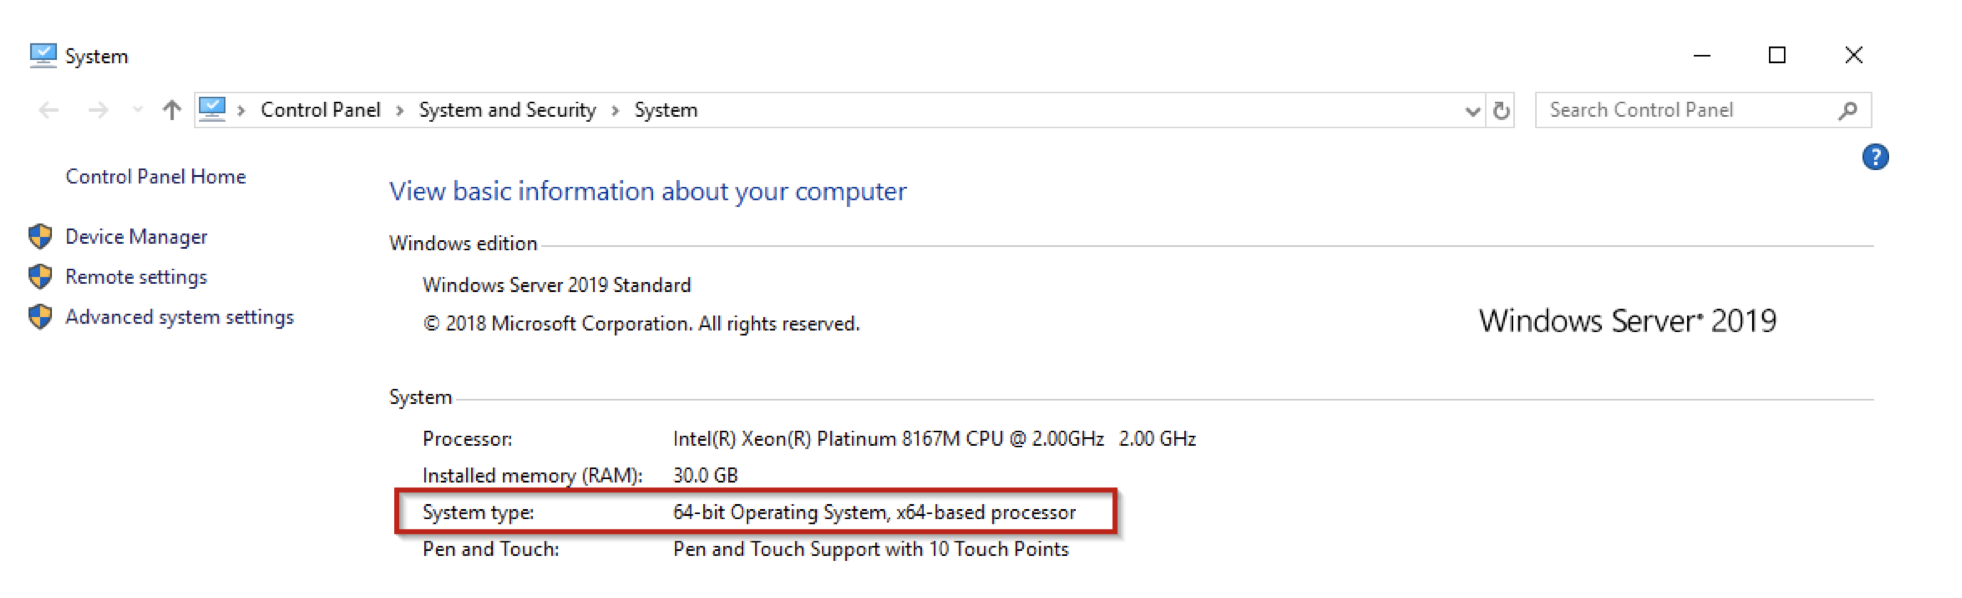 System
Control Panel > System and Security > System
Search Control Panel
?
Control Panel Home
View basic information about your computer
Device Manager
Windows edition
Remote settings
Windows Server 2019 Standard
Advanced system settings
© 2018 Microsoft Corporation. All rights reserved.
Windows Server® 2019
System
Processor: Intel(R) Xeon(R) Platinum 8167M CPU @ 2.00GHz 2.00 GHz
Installed memory (RAM): 30.0 GB
System type: 64-bit Operating System, x64-based processor
Pen and Touch: Pen and Touch Support with 10 Touch Points